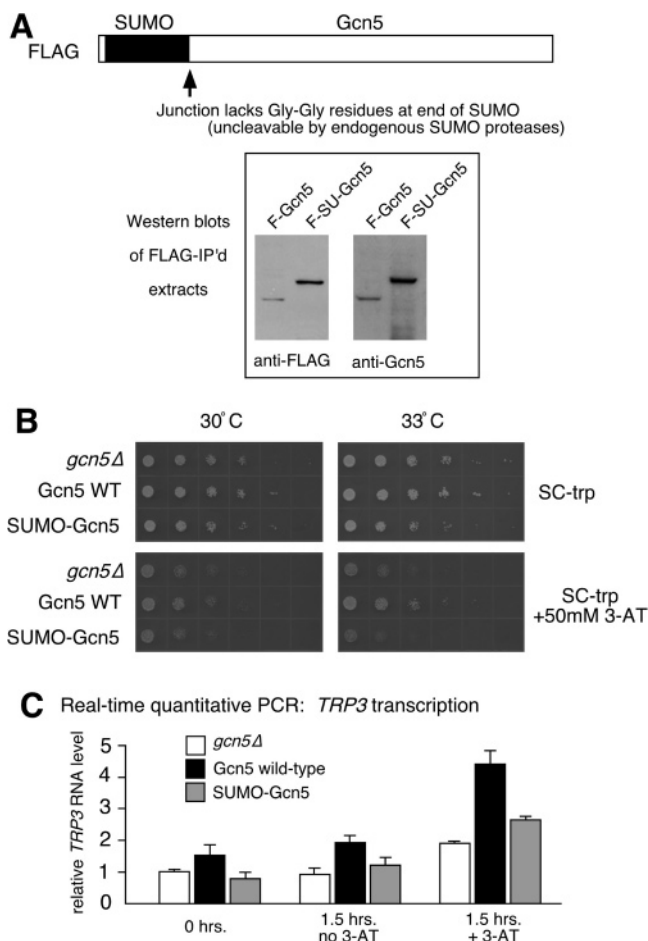 A
SUMO
Gcn5
FLAG
Junction lacks Gly-Gly residues at end of SUMO
(uncleavable by endogenous SUMO proteases)
Western blots
of FLAG-IP'd
extracts
F-Gcn5
F-SU-Gcn5
F-Gcn5
F-SU-Gcn5
anti-FLAG
anti-Gcn5
B
30° C
33° C
gcn5Δ
Gcn5 WT
SUMO-Gcn5
SC-trp
gcn5Δ
Gcn5 WT
SUMO-Gcn5
SC-trp
+50mM 3-AT
C
Real-time quantitative PCR: TRP3 transcription
relative TRP3 RNA level
5
4
3
2
1
0
gcn5Δ
Gcn5 wild-type
SUMO-Gcn5
0 hrs.
1.5 hrs.
no 3-AT
1.5 hrs.
+ 3-AT